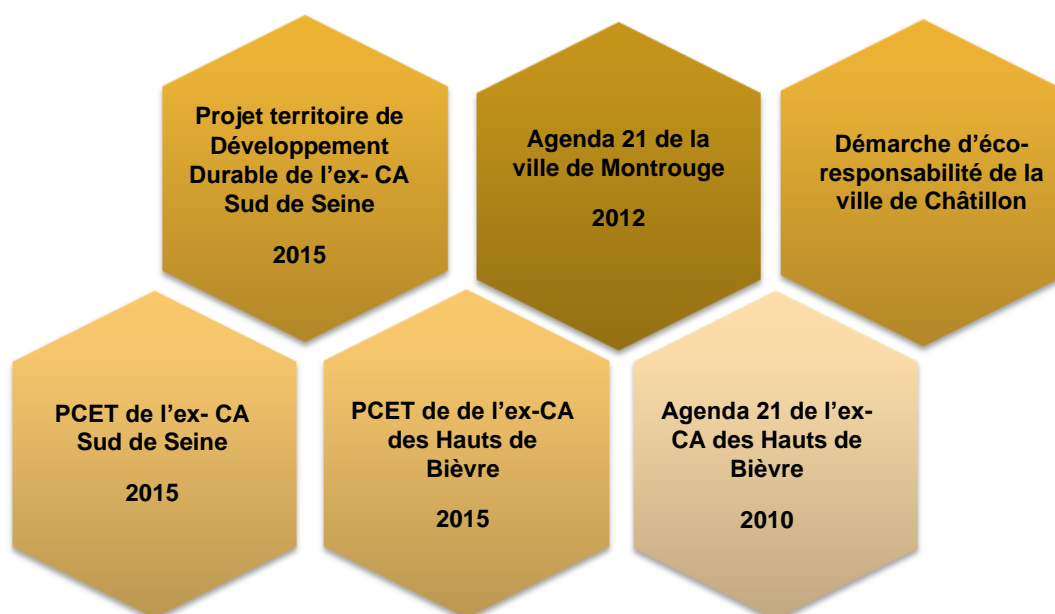 Projet territoire de
Développement
Durable de l'ex- CA
Sud de Seine
2015
Agenda 21 de la
ville de Montrouge
2012
Démarche d'éco-
responsabilité de la
ville de Châtillon
PCET de l'ex- CA
Sud de Seine
2015
PCET de de l'ex-CA
des Hauts de
Bièvre
2015
Agenda 21 de l'ex-
CA des Hauts de
Bièvre
2010